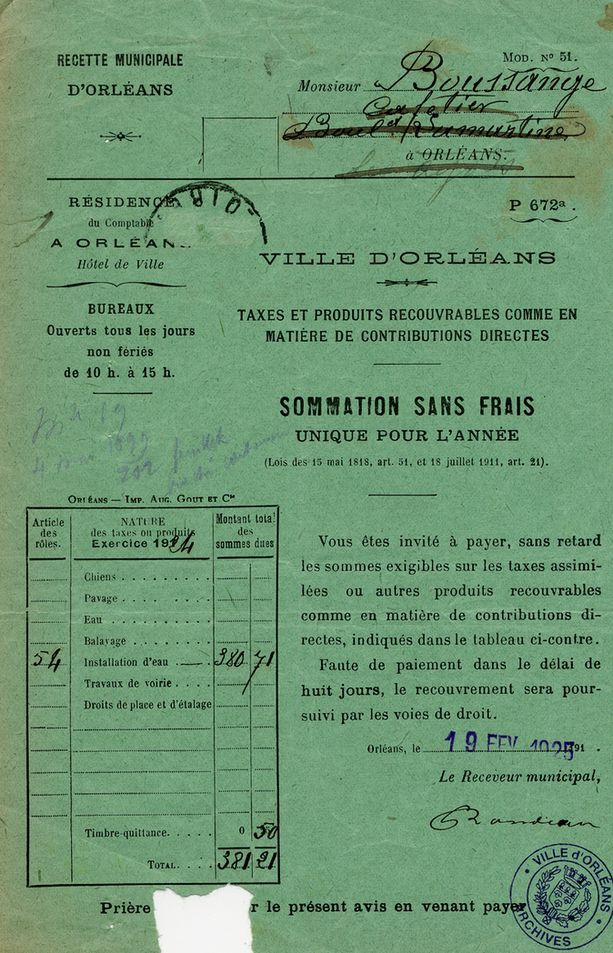 RECETTE MUNICIPALE
D'ORLÉANS
MOD. N° 51.
Monsieur Boussange
Cafetier
Boul^d Lamartine
à ORLÉANS.
RÉSIDENCE
du Comptable
A ORLÉAN
Hôtel de Ville
BUREAUX
Ouverts tous les jours
non fériés
de 10 h. à 15 h.
P 672ª.
VILLE D'ORLÉANS
TAXES ET PRODUITS RECOUVRABLES COMME EN
MATIÈRE DE CONTRIBUTIONS DIRECTES
SOMMATION SANS FRAIS
UNIQUE POUR L'ANNÉE
(Lois des 15 mai 1818, art. 51, et 18 juillet 1911, art. 21).
ORLÉANS — IMP. AUG. GOUT ET Cie
Article des rôles.
NATURE des taxes ou produits
Exercice 1924
Montant total des sommes dues
Chiens
Pavage
Eau
Balayage
54 Installation d'eau 380 71
Travaux de voirie
Droits de place et d'étalage
Timbre-quittance 0 50
TOTAL 381 21
Vous êtes invité à payer, sans retard
les sommes exigibles sur les taxes assimi-
lées ou autres produits recouvrables
comme en matière de contributions di-
rectes, indiqués dans le tableau ci-contre.
Faute de paiement dans le délai de
huit jours, le recouvrement sera pour-
suivi par les voies de droit.
Orléans, le 19 FEV 1925 191 .
Le Receveur municipal,
Prière r le présent avis en venant payer
VILLE d'ORLÉANS
ARCHIVES